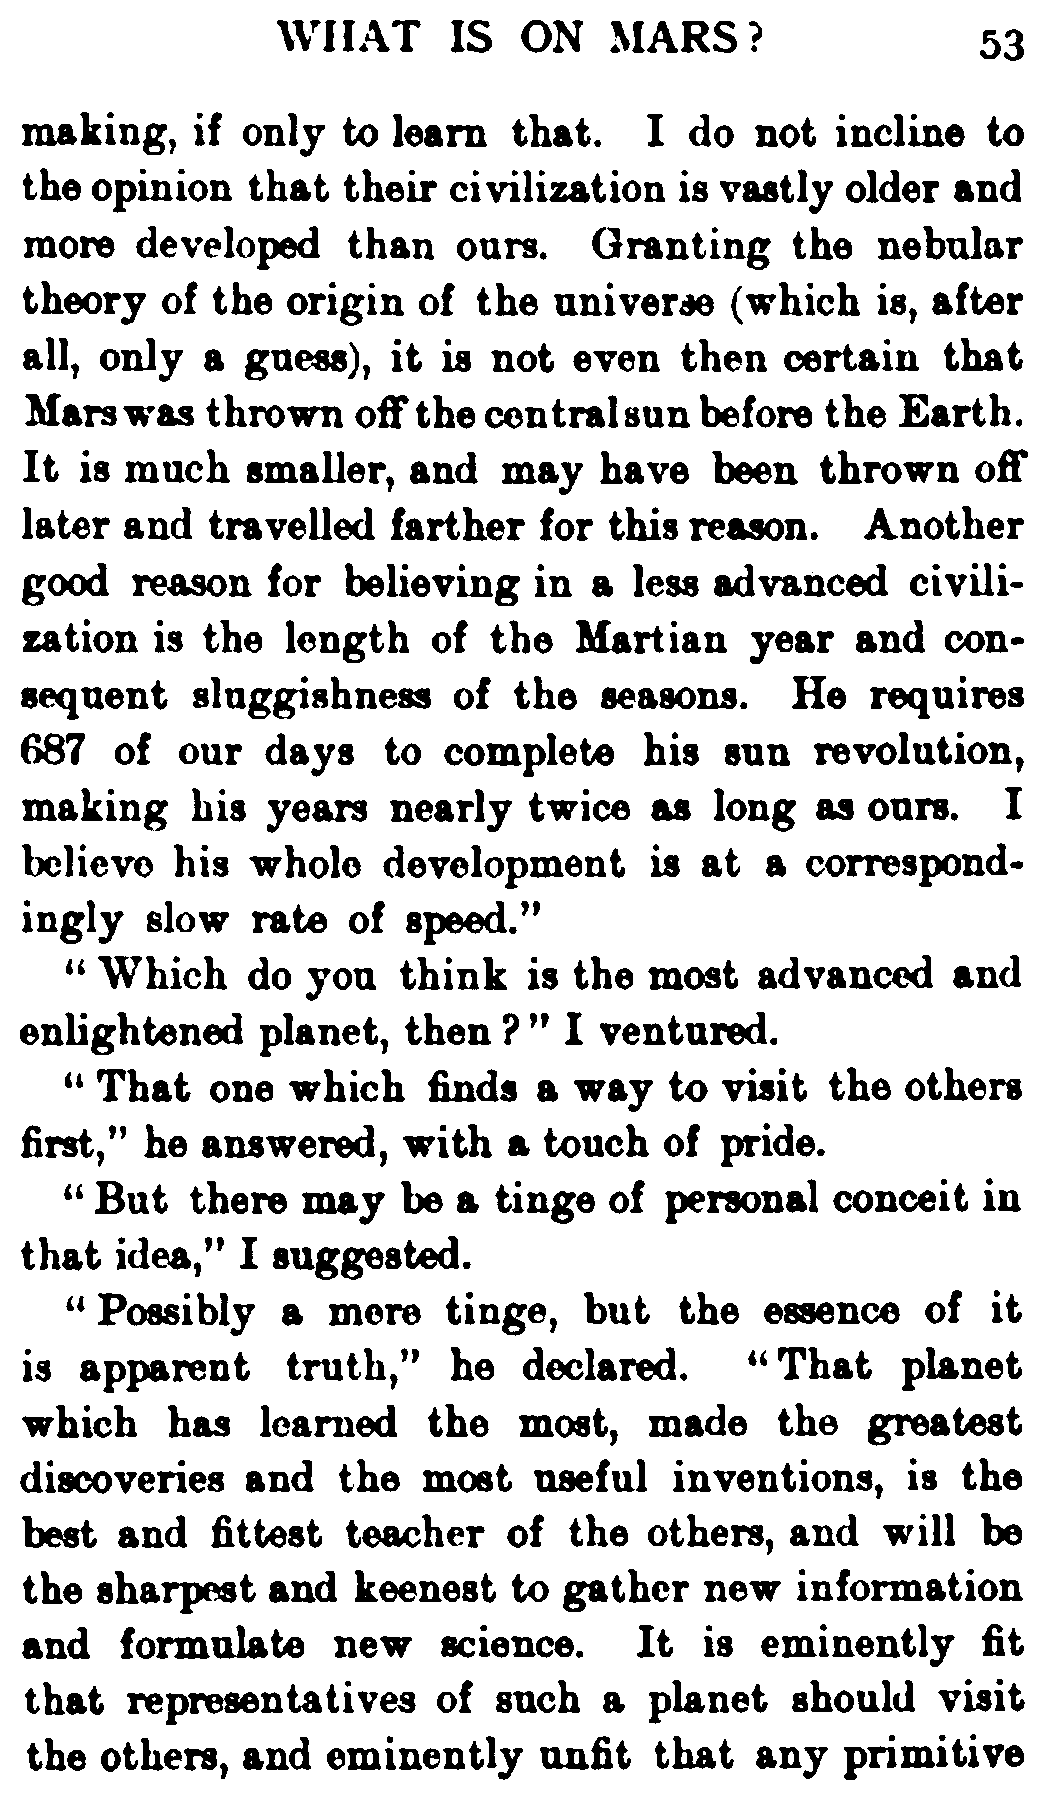 WHAT IS ON MARS? 53
making, if only to learn that. I do not incline to
the opinion that their civilization is vastly older and
more developed than ours. Granting the nebular
theory of the origin of the universe (which is, after
all, only a guess), it is not even then certain that
Mars was thrown off the central sun before the Earth.
It is much smaller, and may have been thrown off
later and travelled farther for this reason. Another
good reason for believing in a less advanced civili-
zation is the length of the Martian year and con-
sequent sluggishness of the seasons. He requires
687 of our days to complete his sun revolution,
making his years nearly twice as long as ours. I
believe his whole development is at a correspond-
ingly slow rate of speed."
"Which do you think is the most advanced and
enlightened planet, then?" I ventured.
"That one which finds a way to visit the others
first," he answered, with a touch of pride.
"But there may be a tinge of personal conceit in
that idea," I suggested.
"Possibly a mere tinge, but the essence of it
is apparent truth," he declared. "That planet
which has learned the most, made the greatest
discoveries and the most useful inventions, is the
best and fittest teacher of the others, and will be
the sharpest and keenest to gather new information
and formulate new science. It is eminently fit
that representatives of such a planet should visit
the others, and eminently unfit that any primitive